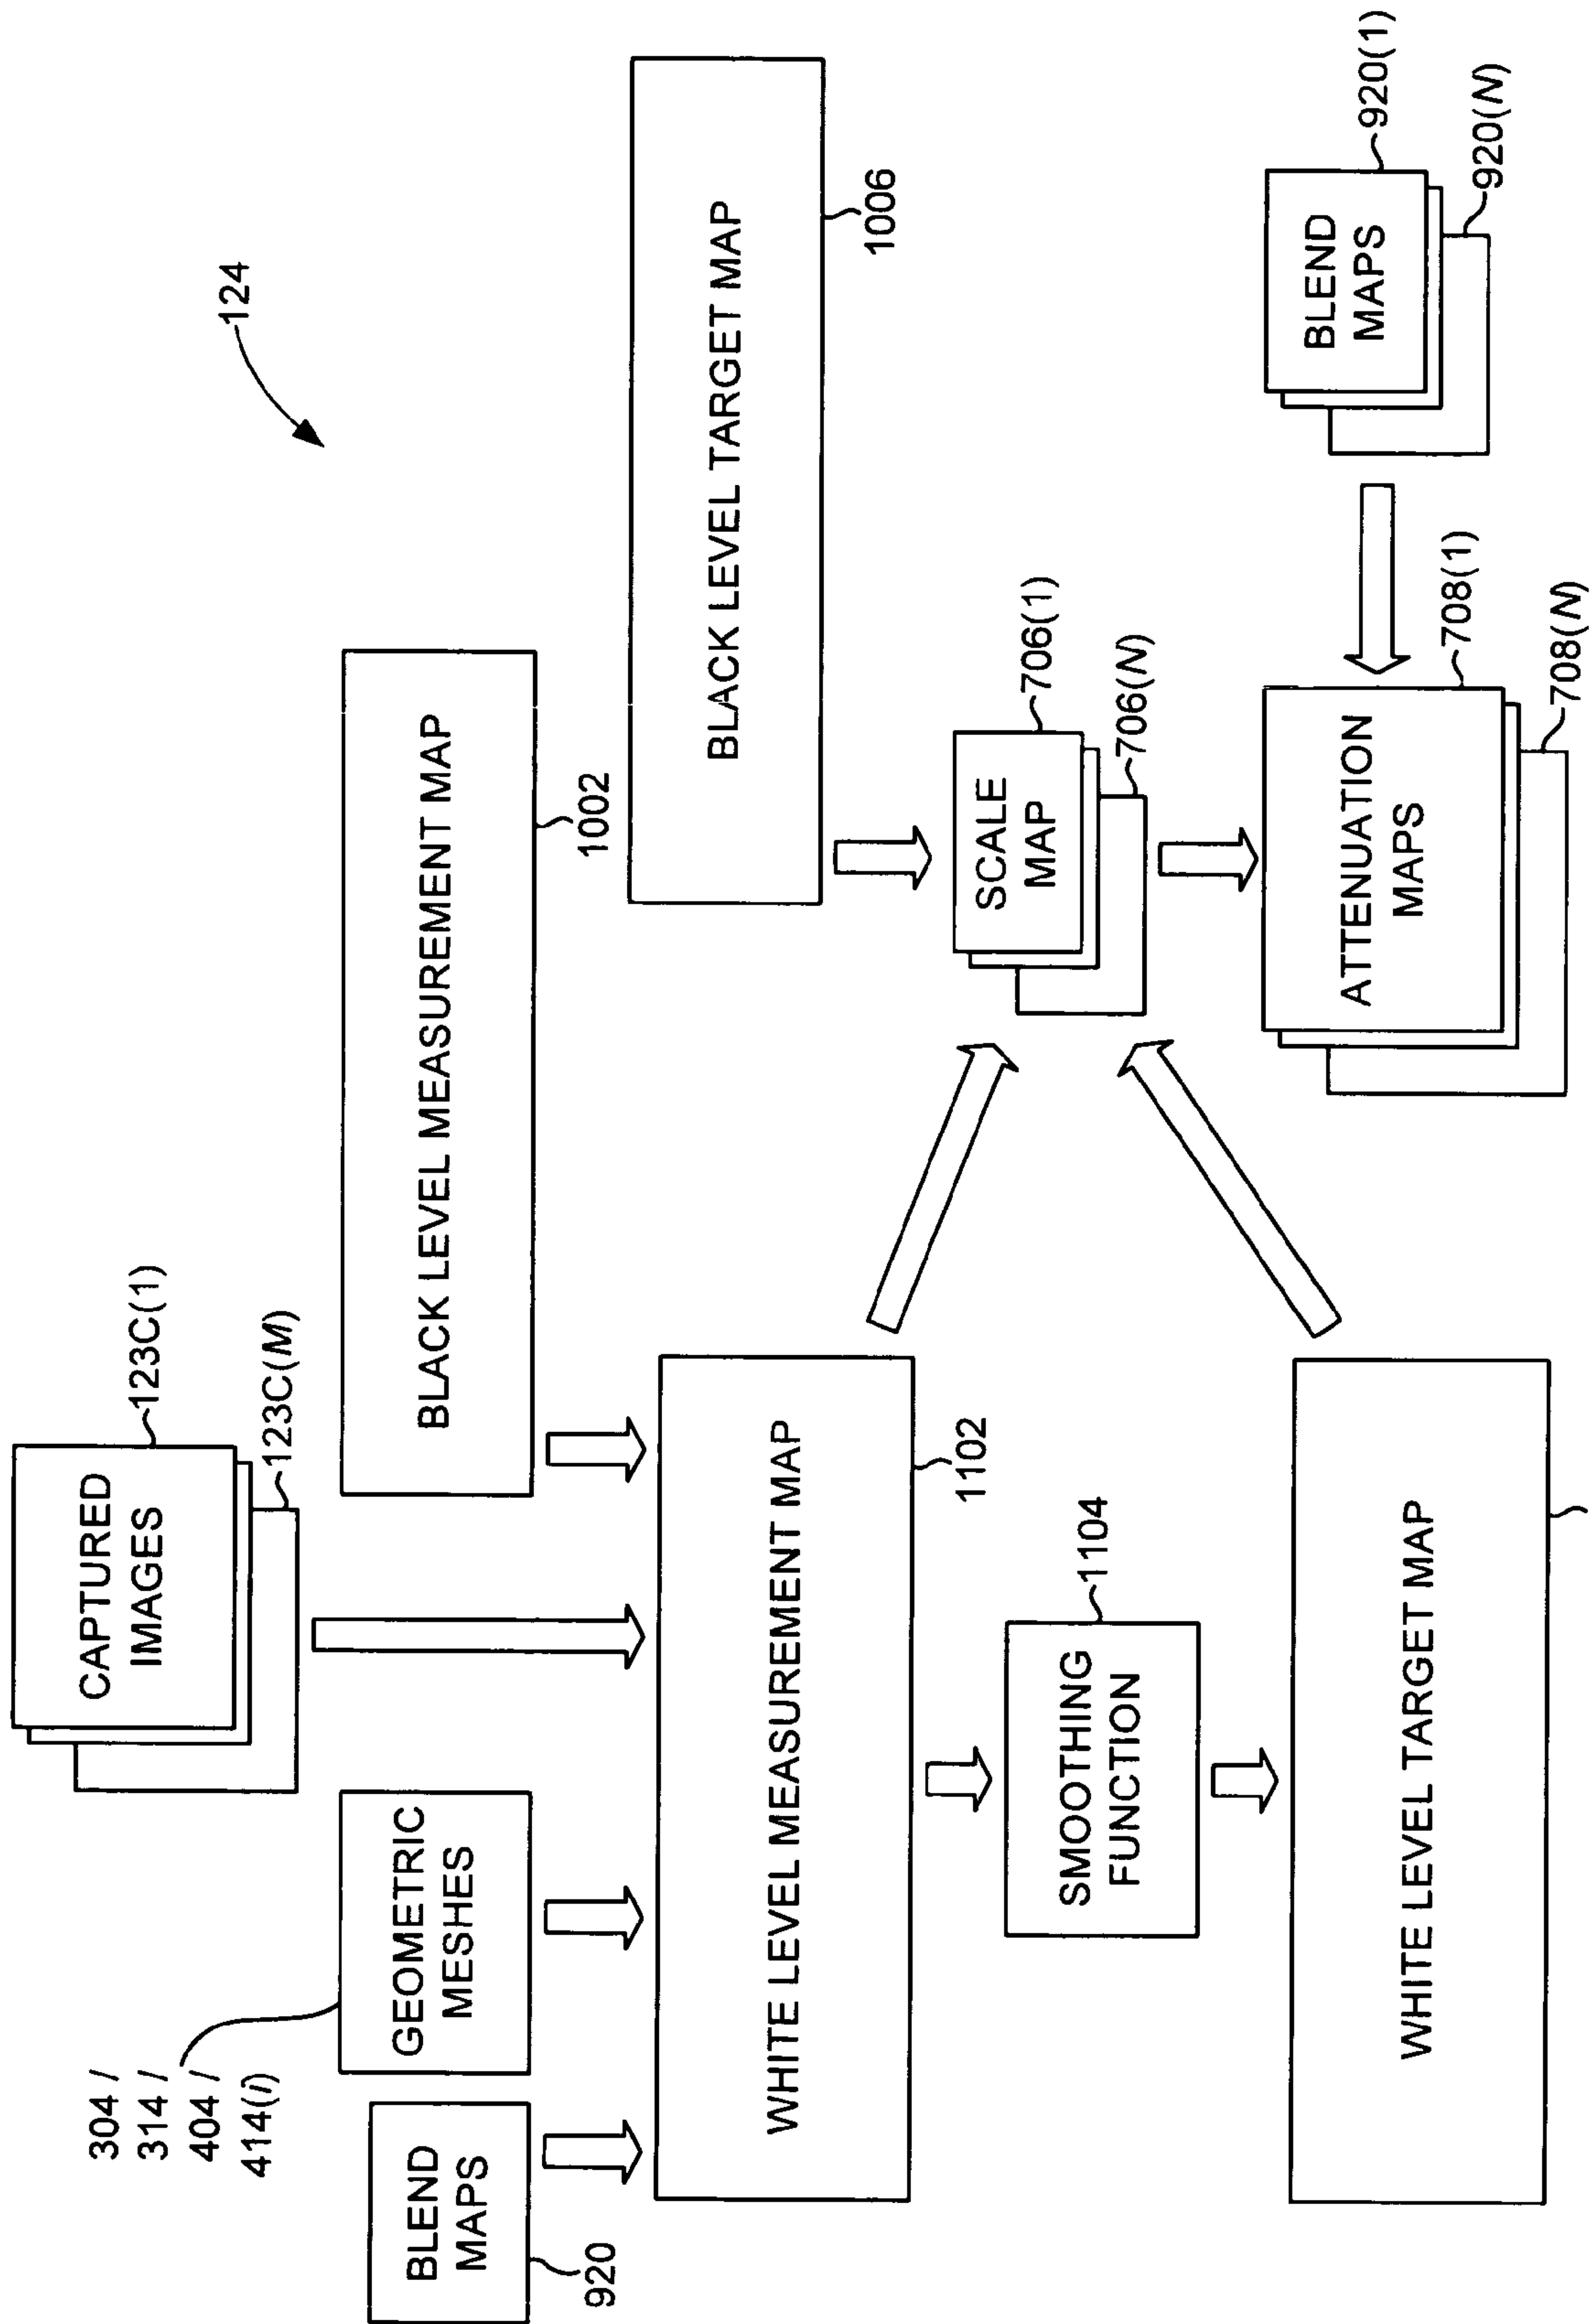 124
CAPTURED
IMAGES
123C(1)
123C(M)
304 /
314 /
404 /
414(i)
BLEND
MAPS
920
GEOMETRIC
MESHES
BLACK LEVEL MEASUREMENT MAP
1002
WHITE LEVEL MEASUREMENT MAP
1102
BLACK LEVEL TARGET MAP
1006
SMOOTHING
FUNCTION
1104
SCALE
MAP
706(1)
706(N)
WHITE LEVEL TARGET MAP
ATTENUATION
MAPS
708(1)
708(N)
BLEND
MAPS
920(1)
920(N)